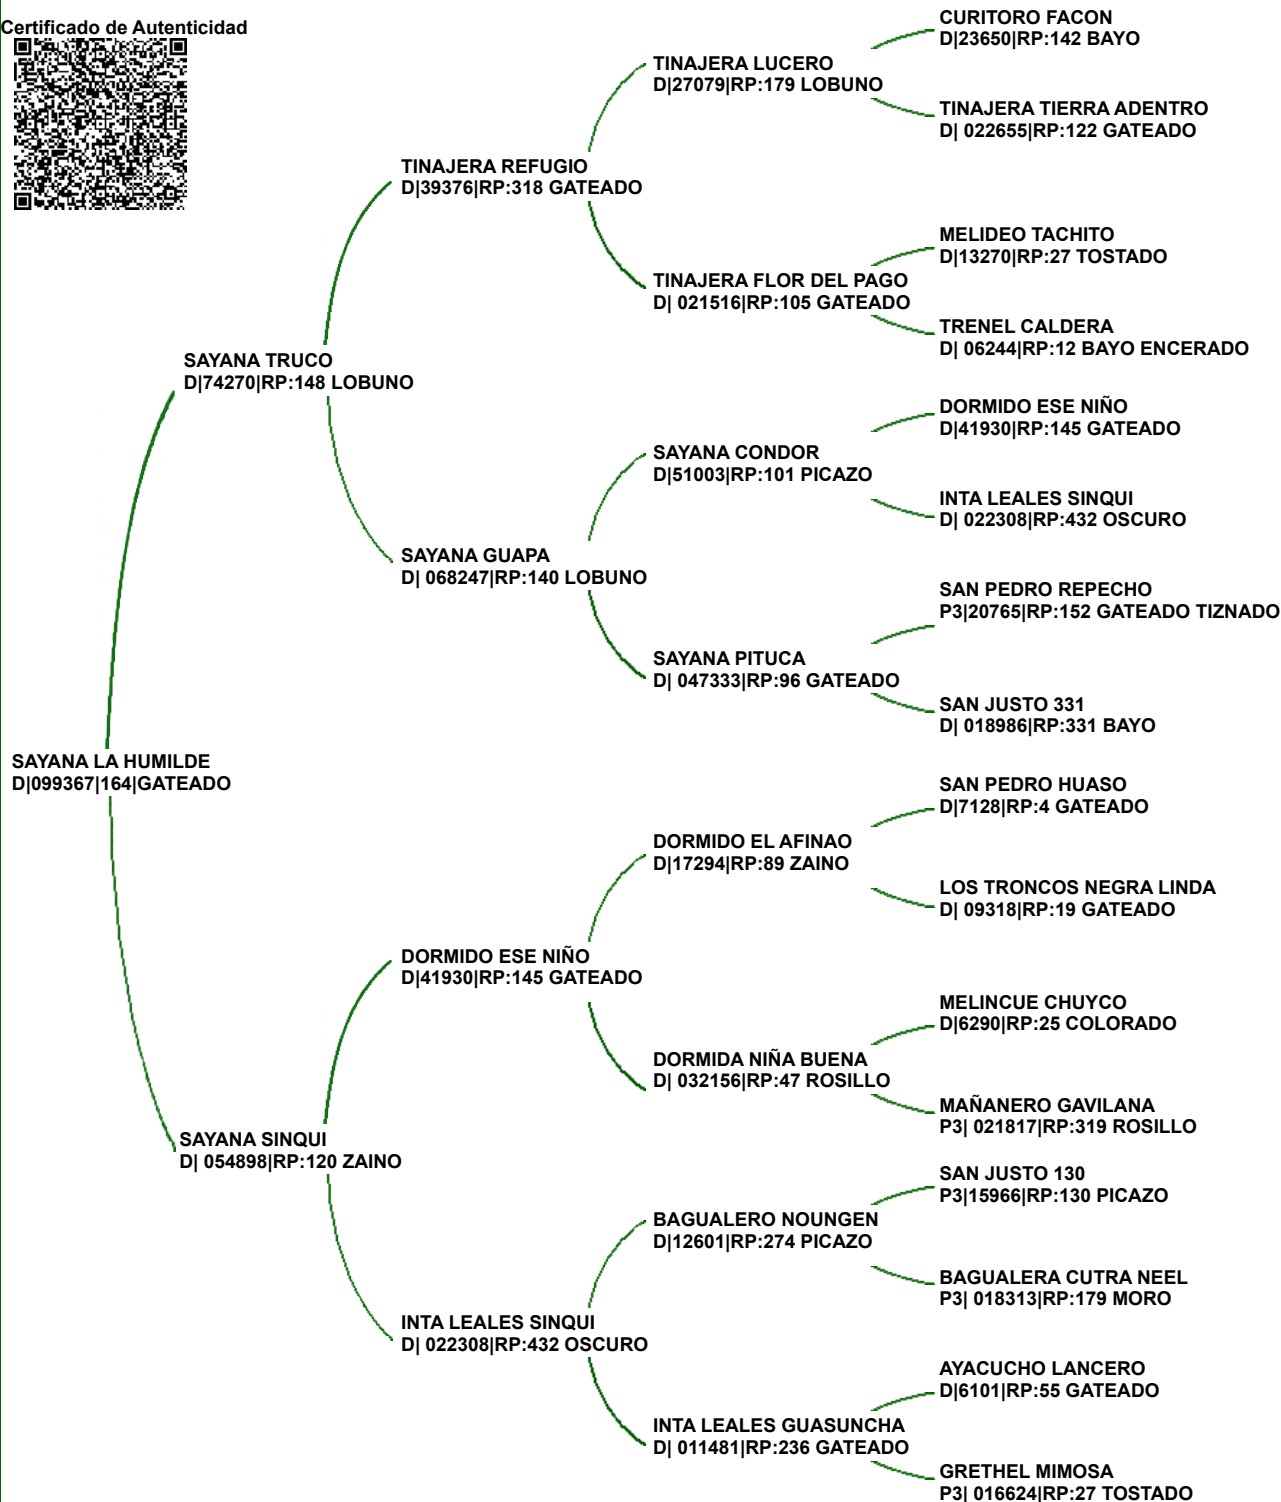 Certificado de Autenticidad
CURITORO FACON
D|23650|RP:142 BAYO
TINAJERA LUCERO
D|27079|RP:179 LOBUNO
TINAJERA TIERRA ADENTRO
D| 022655|RP:122 GATEADO
TINAJERA REFUGIO
D|39376|RP:318 GATEADO
MELIDEO TACHITO
D|13270|RP:27 TOSTADO
TINAJERA FLOR DEL PAGO
D| 021516|RP:105 GATEADO
TRENEL CALDERA
D| 06244|RP:12 BAYO ENCERADO
SAYANA TRUCO
D|74270|RP:148 LOBUNO
DORMIDO ESE NIÑO
D|41930|RP:145 GATEADO
SAYANA CONDOR
D|51003|RP:101 PICAZO
INTA LEALES SINQUI
D| 022308|RP:432 OSCURO
SAYANA GUAPA
D| 068247|RP:140 LOBUNO
SAN PEDRO REPECHO
P3|20765|RP:152 GATEADO TIZNADO
SAYANA PITUCA
D| 047333|RP:96 GATEADO
SAN JUSTO 331
D| 018986|RP:331 BAYO
SAYANA LA HUMILDE
D|099367|164|GATEADO
SAN PEDRO HUASO
D|7128|RP:4 GATEADO
DORMIDO EL AFINAO
D|17294|RP:89 ZAINO
LOS TRONCOS NEGRA LINDA
D| 09318|RP:19 GATEADO
DORMIDO ESE NIÑO
D|41930|RP:145 GATEADO
MELINCUE CHUYCO
D|6290|RP:25 COLORADO
DORMIDA NIÑA BUENA
D| 032156|RP:47 ROSILLO
MAÑANERO GAVILANA
P3| 021817|RP:319 ROSILLO
SAYANA SINQUI
D| 054898|RP:120 ZAINO
SAN JUSTO 130
P3|15966|RP:130 PICAZO
BAGUALERO NOUNGEN
D|12601|RP:274 PICAZO
BAGUALERA CUTRA NEEL
P3| 018313|RP:179 MORO
INTA LEALES SINQUI
D| 022308|RP:432 OSCURO
AYACUCHO LANCERO
D|6101|RP:55 GATEADO
INTA LEALES GUASUNCHA
D| 011481|RP:236 GATEADO
GRETHEL MIMOSA
P3| 016624|RP:27 TOSTADO